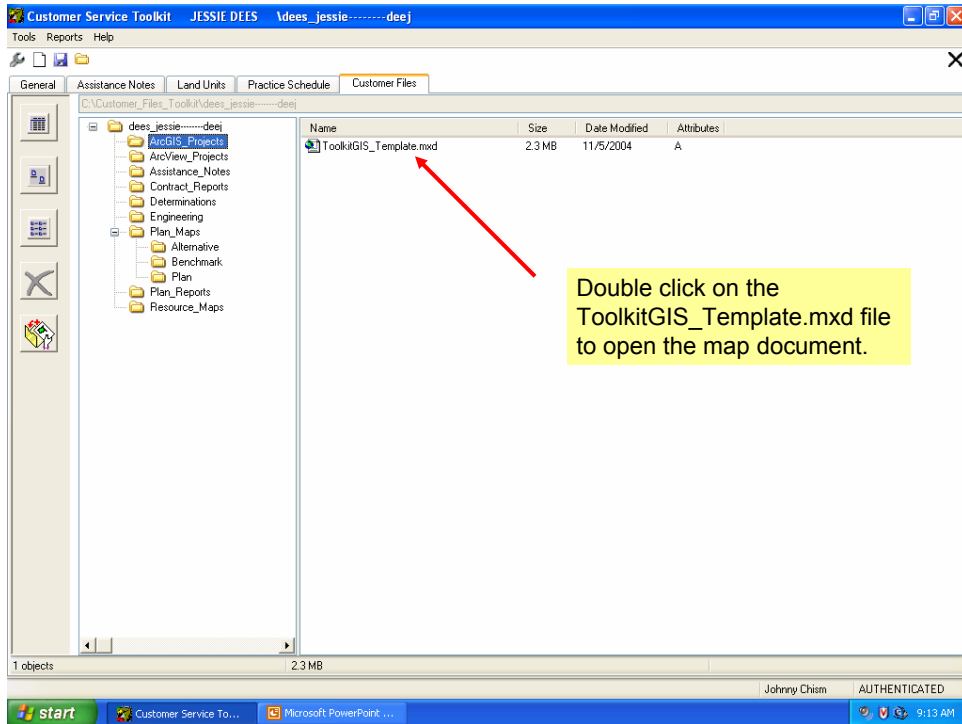 Customer Service Toolkit JESSIE DEES \dees_jessie--------deej
Tools Reports Help
General Assistance Notes Land Units Practice Schedule Customer Files
C:\Customer_Files_Toolkit\dees_jessie--------deej
dees_jessie--------deej
ArcGIS_Projects
ArcView_Projects
Assistance_Notes
Contract_Reports
Determinations
Engineering
Plan_Maps
Alternative
Benchmark
Plan
Plan_Reports
Resource_Maps
Name Size Date Modified Attributes
ToolkitGIS_Template.mxd 2.3 MB 11/5/2004 A
Double click on the
ToolkitGIS_Template.mxd file
to open the map document.
1 objects 2.3 MB
Johnny Chism AUTHENTICATED
start Customer Service To... Microsoft PowerPoint ... 9:13 AM